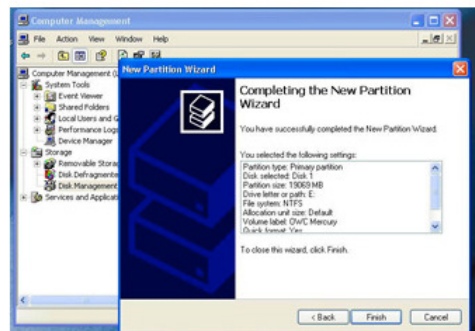 Computer Management
File Action View Window Help
Computer Management (L
System Tools
Event Viewer
Shared Folders
Local Users and G
Performance Logs
Device Manager
Storage
Removable Storag
Disk Defragmente
Disk Management
Services and Applicati
New Partition Wizard
Completing the New Partition
Wizard
You have successfully completed the New Partition Wizard.
You selected the following settings:
Partition type: Primary partition
Disk selected: Disk 1
Partition size: 19069 MB
Drive letter or path: E:
File system: NTFS
Allocation unit size: Default
Volume label: OWC Mercury
Quick format: Yes
To close this wizard, click Finish.
< Back Finish Cancel